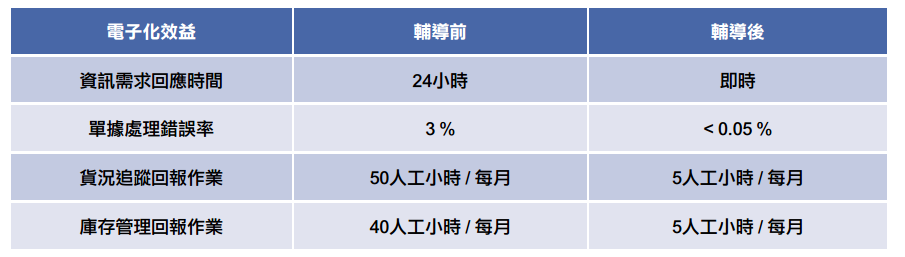 電子化效益 輔導前 輔導後
資訊需求回應時間 24小時 即時
單據處理錯誤率 3 % < 0.05 %
貨況追蹤回報作業 50人工小時 / 每月 5人工小時 / 每月
庫存管理回報作業 40人工小時 / 每月 5人工小時 / 每月